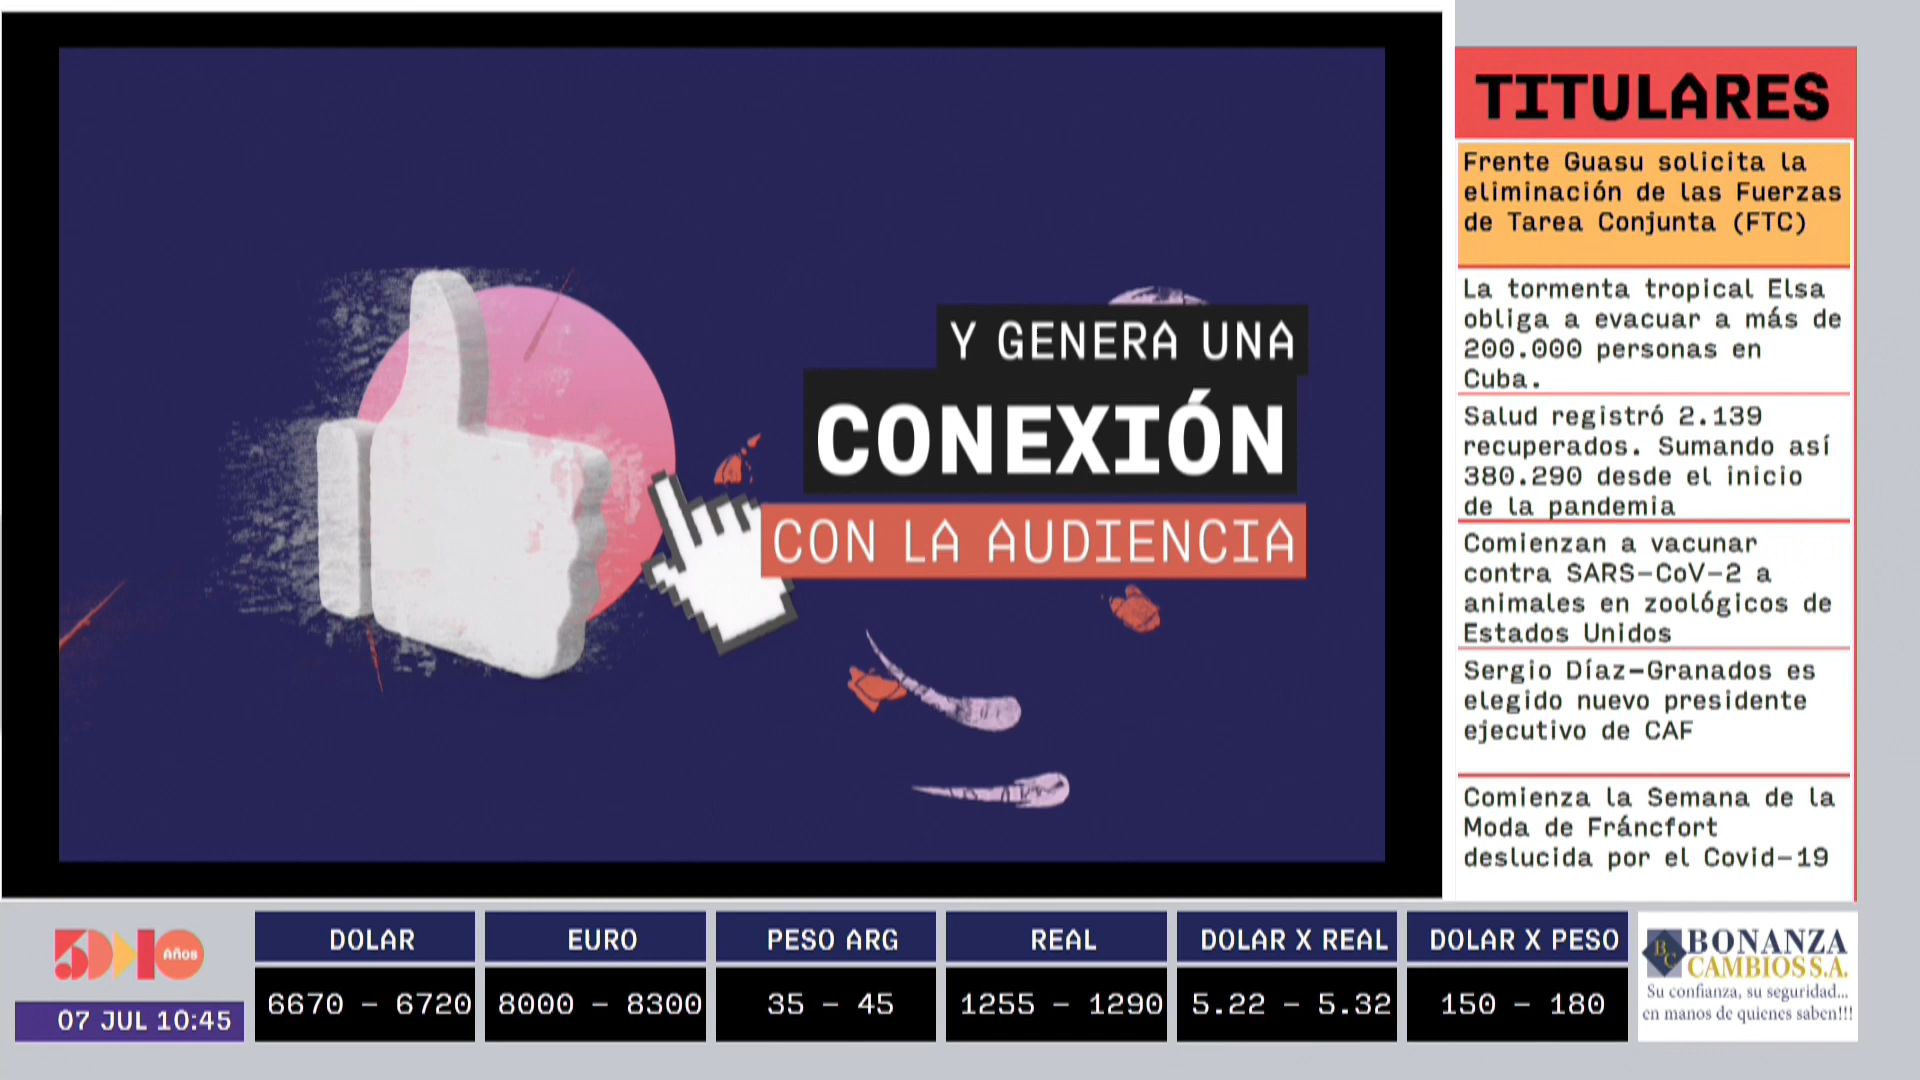 Y GENERA UNA
CONEXIÓN
CON LA AUDIENCIA
TITULARES
Frente Guasu solicita la
eliminación de las Fuerzas
de Tarea Conjunta (FTC)
La tormenta tropical Elsa
obliga a evacuar a más de
200.000 personas en
Cuba.
Salud registró 2.139
recuperados. Sumando así
380.290 desde el inicio
de la pandemia
Comienzan a vacunar
contra SARS-CoV-2 a
animales en zoológicos de
Estados Unidos
Sergio Díaz-Granados es
elegido nuevo presidente
ejecutivo de CAF
Comienza la Semana de la
Moda de Fráncfort
deslucida por el Covid-19
Años
07 JUL 10:45
DOLAR
6670 - 6720
EURO
8000 - 8300
PESO ARG
35 - 45
REAL
1255 - 1290
DOLAR X REAL
5.22 - 5.32
DOLAR X PESO
150 - 180
BC
BONANZA
CAMBIOS S.A.
Su confianza, su seguridad...
en manos de quienes saben!!!